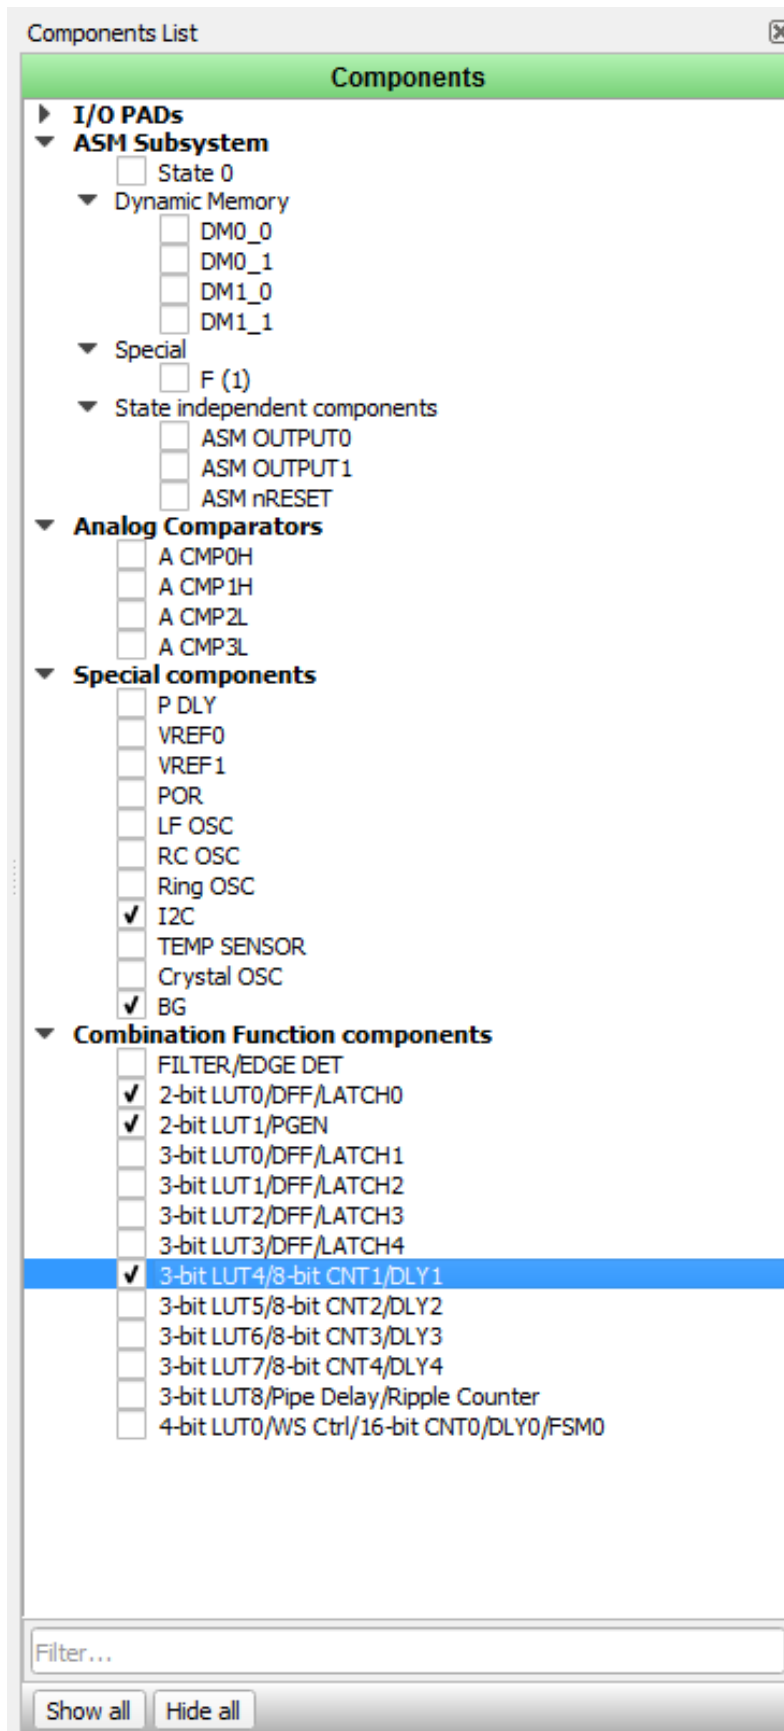 Components List
Components
I/O PADs
ASM Subsystem
State 0
Dynamic Memory
DM0_0
DM0_1
DM1_0
DM1_1
Special
F (1)
State independent components
ASM OUTPUT0
ASM OUTPUT1
ASM nRESET
Analog Comparators
A CMP0H
A CMP1H
A CMP2L
A CMP3L
Special components
P DLY
VREF0
VREF1
POR
LF OSC
RC OSC
Ring OSC
I2C
TEMP SENSOR
Crystal OSC
BG
Combination Function components
FILTER/EDGE DET
2-bit LUT0/DFF/LATCH0
2-bit LUT1/PGEN
3-bit LUT0/DFF/LATCH1
3-bit LUT1/DFF/LATCH2
3-bit LUT2/DFF/LATCH3
3-bit LUT3/DFF/LATCH4
3-bit LUT4/8-bit CNT1/DLY1
3-bit LUT5/8-bit CNT2/DLY2
3-bit LUT6/8-bit CNT3/DLY3
3-bit LUT7/8-bit CNT4/DLY4
3-bit LUT8/Pipe Delay/Ripple Counter
4-bit LUT0/WS Ctrl/16-bit CNT0/DLY0/FSM0
Filter...
Show all Hide all